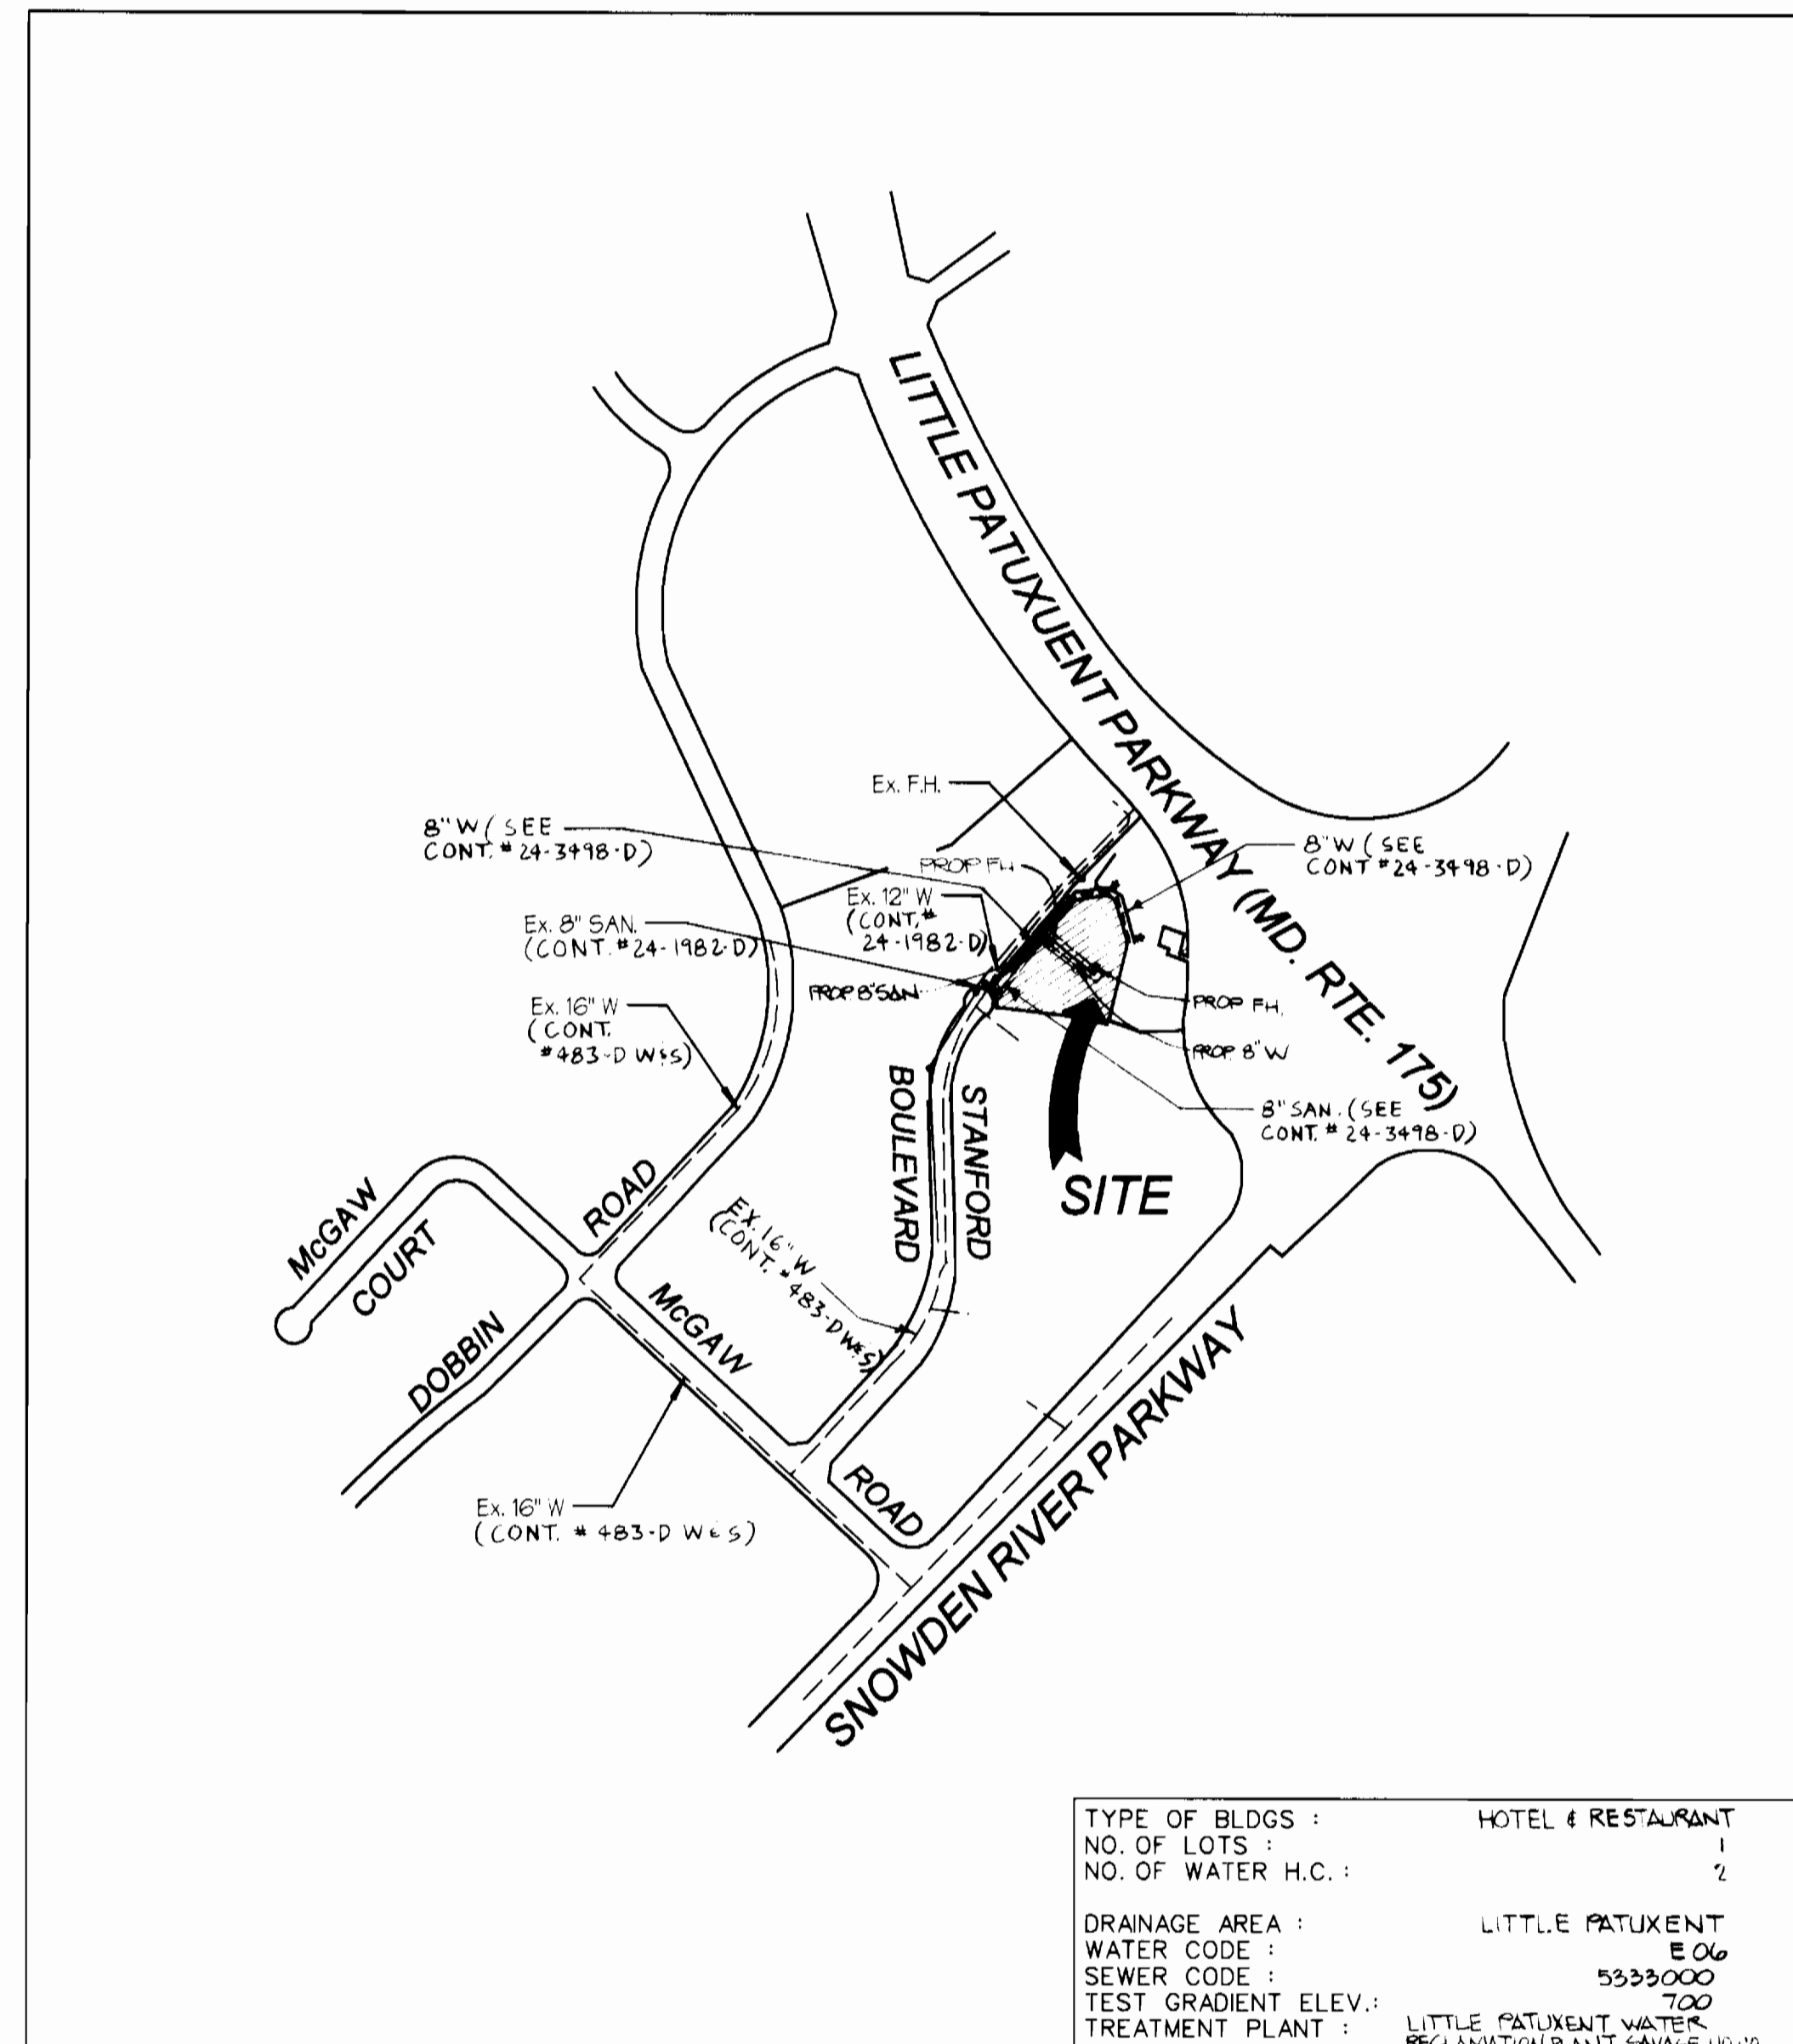 LITTLE PATUXUENT PARKWAY (MD. RTE. 175)
Ex. F.H.
8" W (SEE
CONT. # 24-3498-D)
PROP FH
8" W (SEE
CONT # 24-3498-D)
Ex. 12" W
(CONT. #
24-1982-D)
Ex. 8" SAN.
(CONT. # 24-1982-D)
PROP 8" SAN
Ex. 16" W
(CONT.
# 483-D W&S)
PROP FH.
PROP. 8" W
8" SAN. (SEE
CONT. # 24-3498-D)
STANFORD
BOULEVARD
SITE
McGAW
COURT
ROAD
DOBBIN
EX. 16" W
(CONT. # 483-D W&S)
McGAW
ROAD
Ex. 16" W
(CONT. # 483-D W&S)
SNOWDEN RIVER PARKWAY
TYPE OF BLDGS : HOTEL & RESTAURANT
NO. OF LOTS : 1
NO. OF WATER H.C. : 2
DRAINAGE AREA : LITTLE PATUXENT
WATER CODE : E06
SEWER CODE : 5333000
TEST GRADIENT ELEV.: 700
TREATMENT PLANT : LITTLE PATUXENT WATER
RECLAMATION PLANT SAVAGE